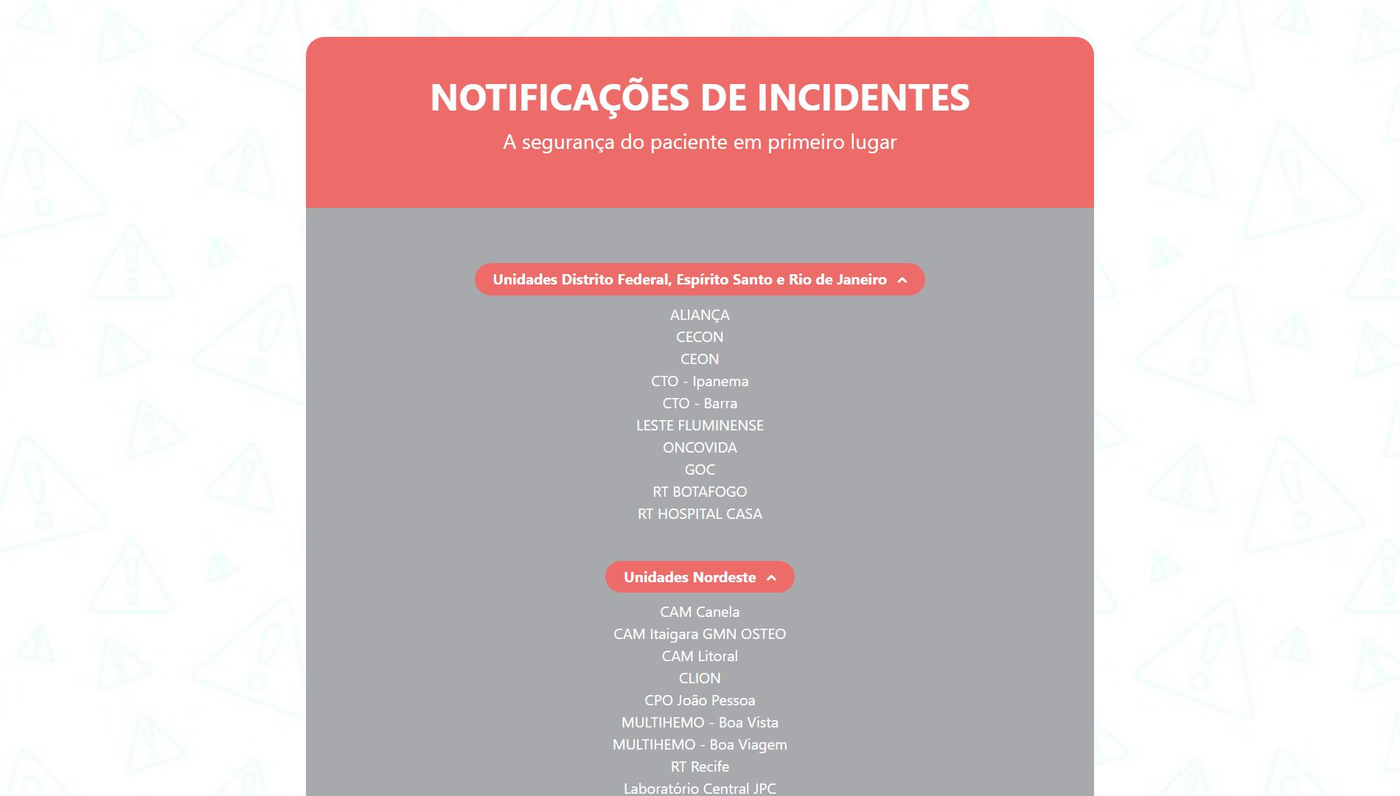 NOTIFICAÇÕES DE INCIDENTES
A segurança do paciente em primeiro lugar
Unidades Distrito Federal, Espírito Santo e Rio de Janeiro
ALIANÇA
CECON
CEON
CTO - Ipanema
CTO - Barra
LESTE FLUMINENSE
ONCOVIDA
GOC
RT BOTAFOGO
RT HOSPITAL CASA
Unidades Nordeste
CAM Canela
CAM Itaigara GMN OSTEO
CAM Litoral
CLION
CPO João Pessoa
MULTIHEMO - Boa Vista
MULTIHEMO - Boa Viagem
RT Recife
Laboratório Central JPC